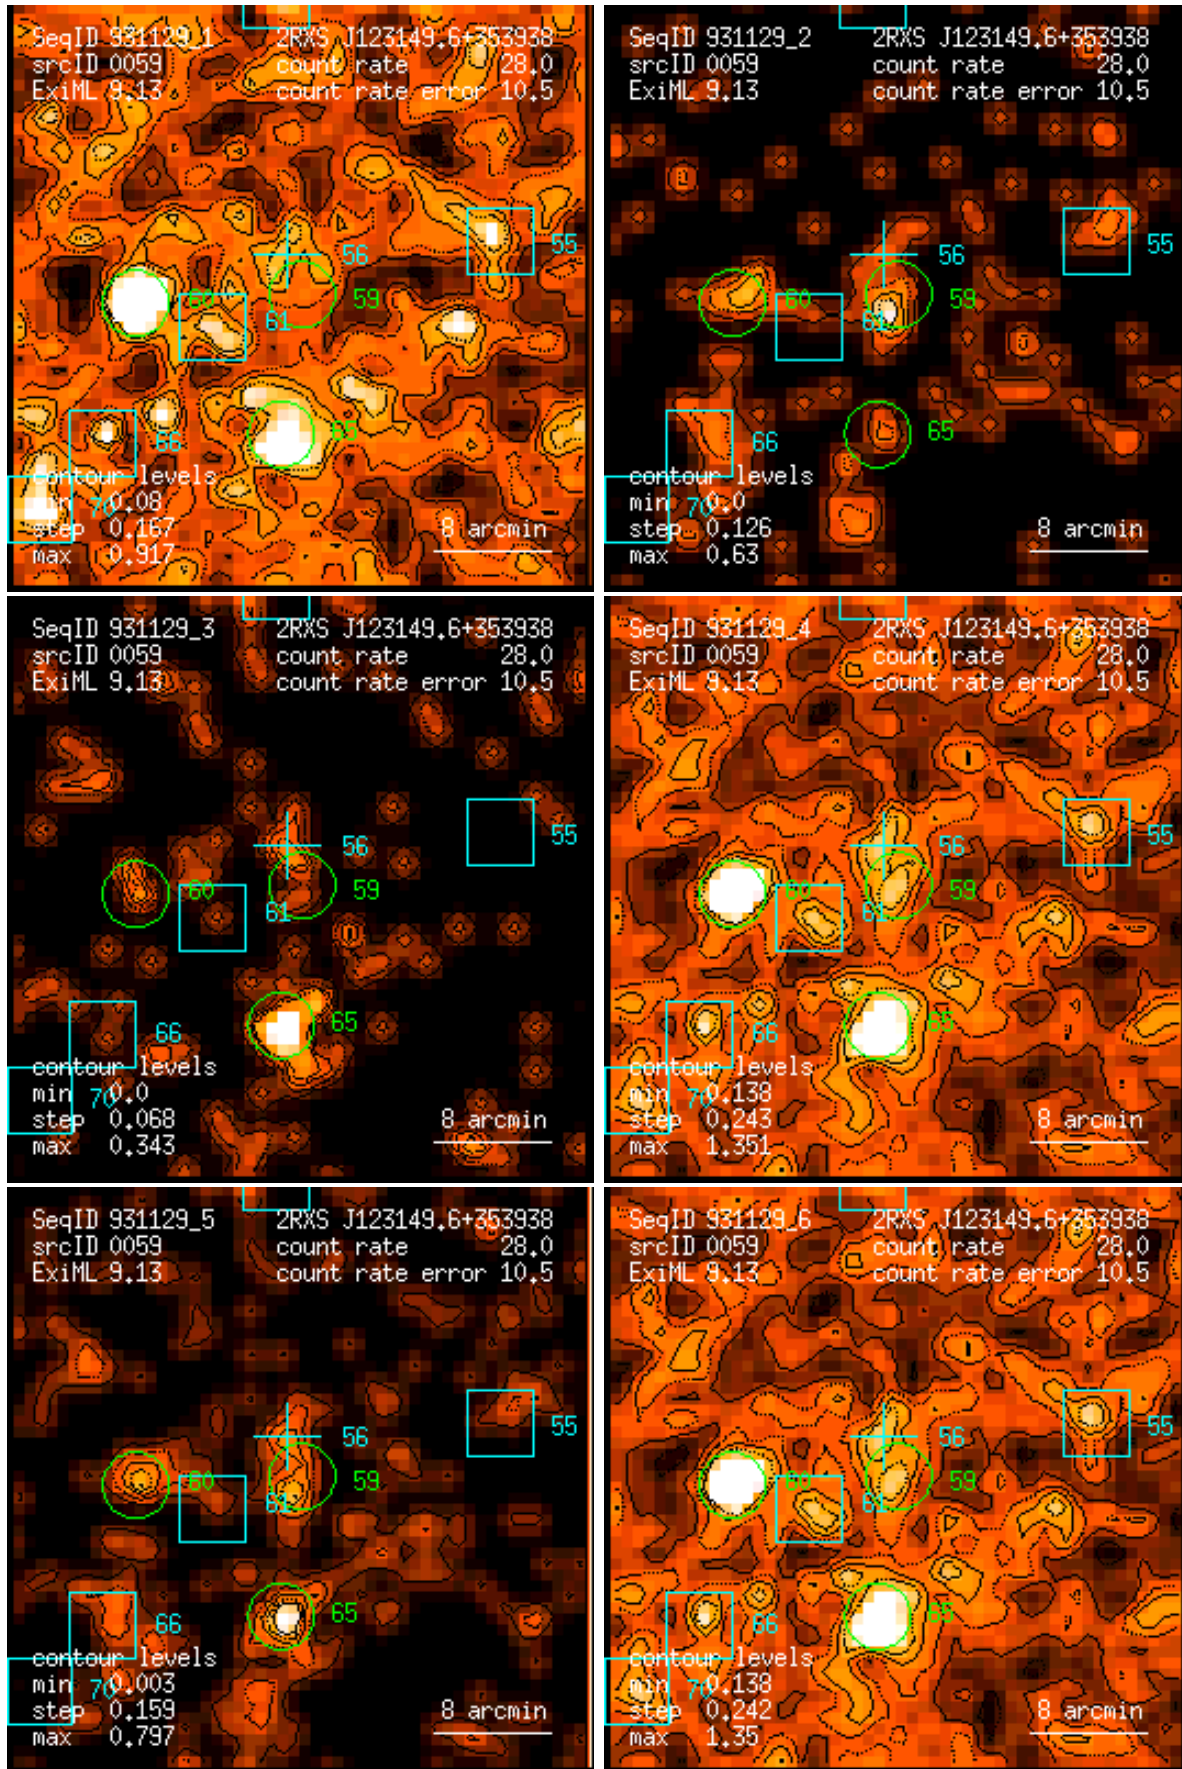 SeqID 931129_1 2RXS J123149.6+353938
srcID 0059 count rate 28.0
ExiML 9.13 count rate error 10.5
56
55
60
59
61
65
66
contour levels
min 70 0.08
step 0.167 8 arcmin
max 0.917
SeqID 931129_2 2RXS J123149.6+353938
srcID 0059 count rate 28.0
ExiML 9.13 count rate error 10.5
56
55
60
59
61
65
66
contour levels
min 70 0.0
step 0.126 8 arcmin
max 0.63
SeqID 931129_3 2RXS J123149.6+353938
srcID 0059 count rate 28.0
ExiML 9.13 count rate error 10.5
56
55
60
59
61
65
66
contour levels
min 70 0.0
step 0.068 8 arcmin
max 0.343
SeqID 931129_4 2RXS J123149.6+353938
srcID 0059 count rate 28.0
ExiML 9.13 count rate error 10.5
56
55
60
59
61
65
66
contour levels
min 70 0.138
step 0.243 8 arcmin
max 1.351
SeqID 931129_5 2RXS J123149.6+353938
srcID 0059 count rate 28.0
ExiML 9.13 count rate error 10.5
56
55
60
59
61
65
66
contour levels
min 70 0.003
step 0.159 8 arcmin
max 0.797
SeqID 931129_6 2RXS J123149.6+353938
srcID 0059 count rate 28.0
ExiML 9.13 count rate error 10.5
56
55
60
59
61
65
66
contour levels
min 70 0.138
step 0.242 8 arcmin
max 1.35